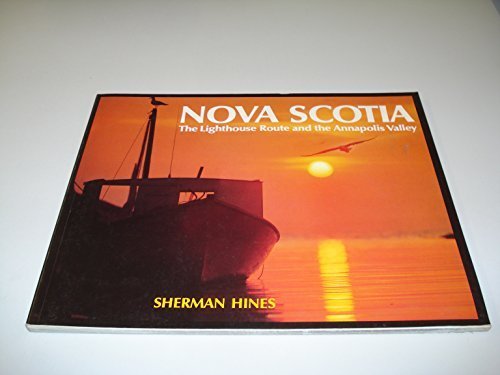 NOVA SCOTIA
The Lighthouse Route and the Annapolis Valley
SHERMAN HINES